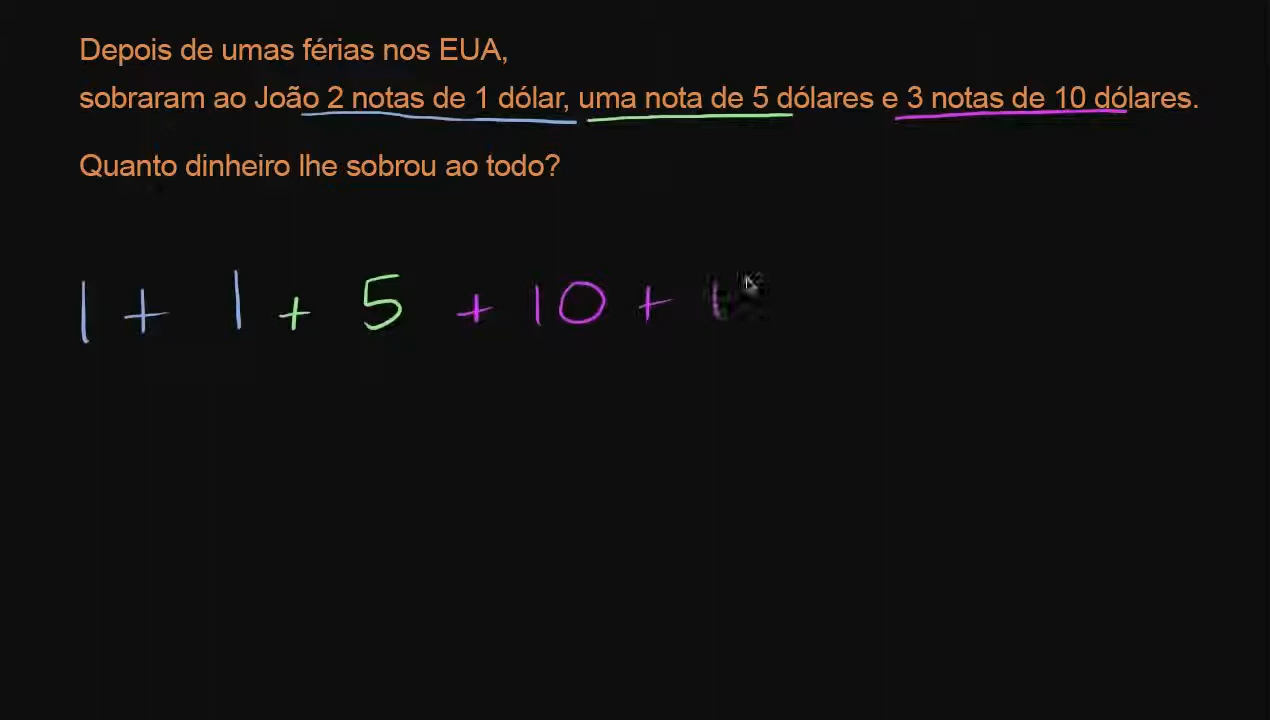 Depois de umas férias nos EUA,
sobraram ao João 2 notas de 1 dólar, uma nota de 5 dólares e 3 notas de 10 dólares.
Quanto dinheiro lhe sobrou ao todo?
1 + 1 + 5 + 10 + 1